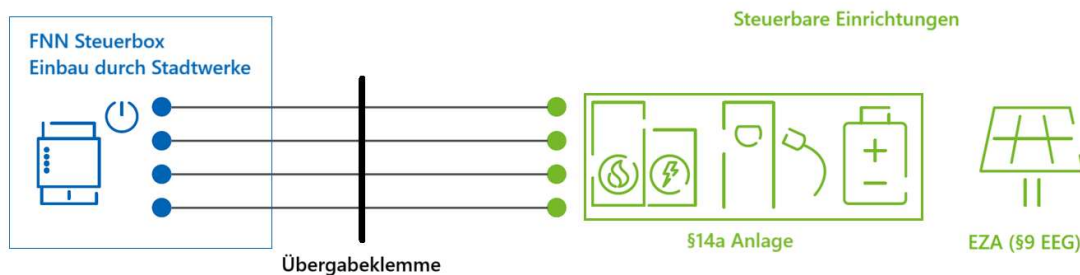 Steuerbare Einrichtungen
FNN Steuerbox
Einbau durch Stadtwerke
§14a Anlage
EZA (§9 EEG)
Übergabeklemme